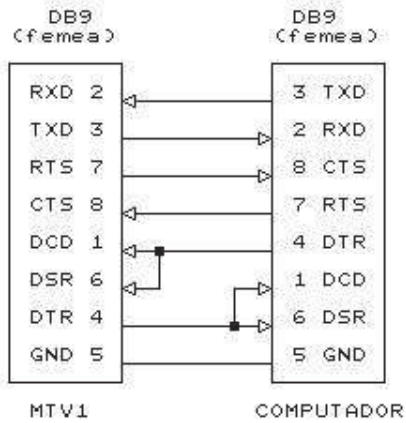 DB9 DB9
(femea) (femea)
RXD 2 3 TXD
TXD 3 2 RXD
RTS 7 8 CTS
CTS 8 7 RTS
DCD 1 4 DTR
DSR 6 1 DCD
DTR 4 6 DSR
GND 5 5 GND
MTV1 COMPUTADOR